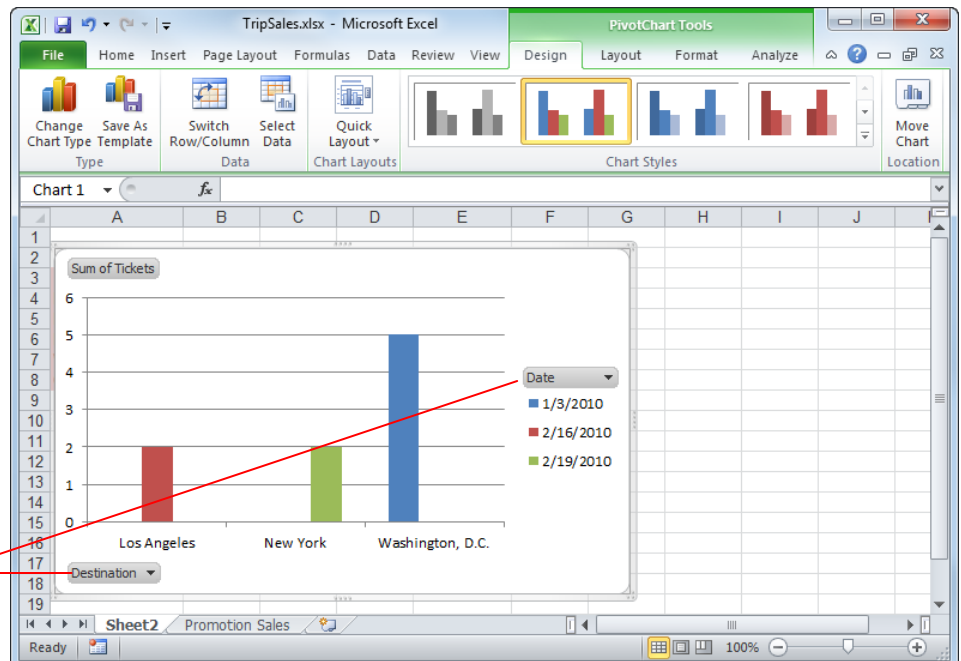 TripSales.xlsx - Microsoft Excel
PivotChart Tools
File Home Insert Page Layout Formulas Data Review View Design Layout Format Analyze
Change Chart Type
Save As Template
Switch Row/Column
Select Data
Quick Layout
Move Chart
Type Data Chart Layouts Chart Styles Location
Chart 1 fx
A B C D E F G H I J
1
2
3
4
5
6
7
8
9
10
11
12
13
14
15
16
17
18
19
Sum of Tickets
6
5
4
3
2
1
0
Los Angeles New York Washington, D.C.
Destination
Date
1/3/2010
2/16/2010
2/19/2010
Sheet2 Promotion Sales
Ready 100%